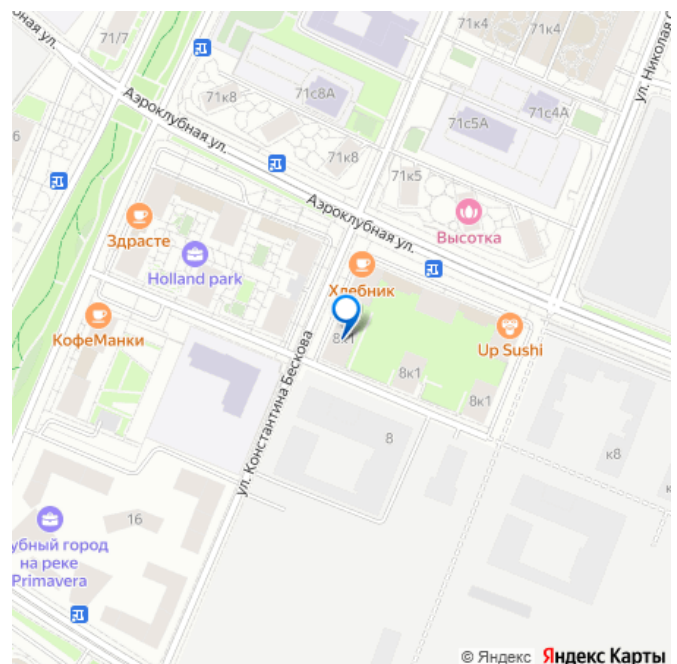 71/7
71к4
71к4
ул. Николая С
ная ул.
71к8
71с8А
71с5А
71с4А
6
Аэроклубная ул.
71к8
71к5
Здрасте
Аэроклубная ул.
Высотка
Holland park
Хлебник
КофеМанки
8к1
Up Sushi
ул. Константина Бескова
8к1
8к1
8
к8
к
16
убный город
на реке
Primavera
© Яндекс Яндекс Карты